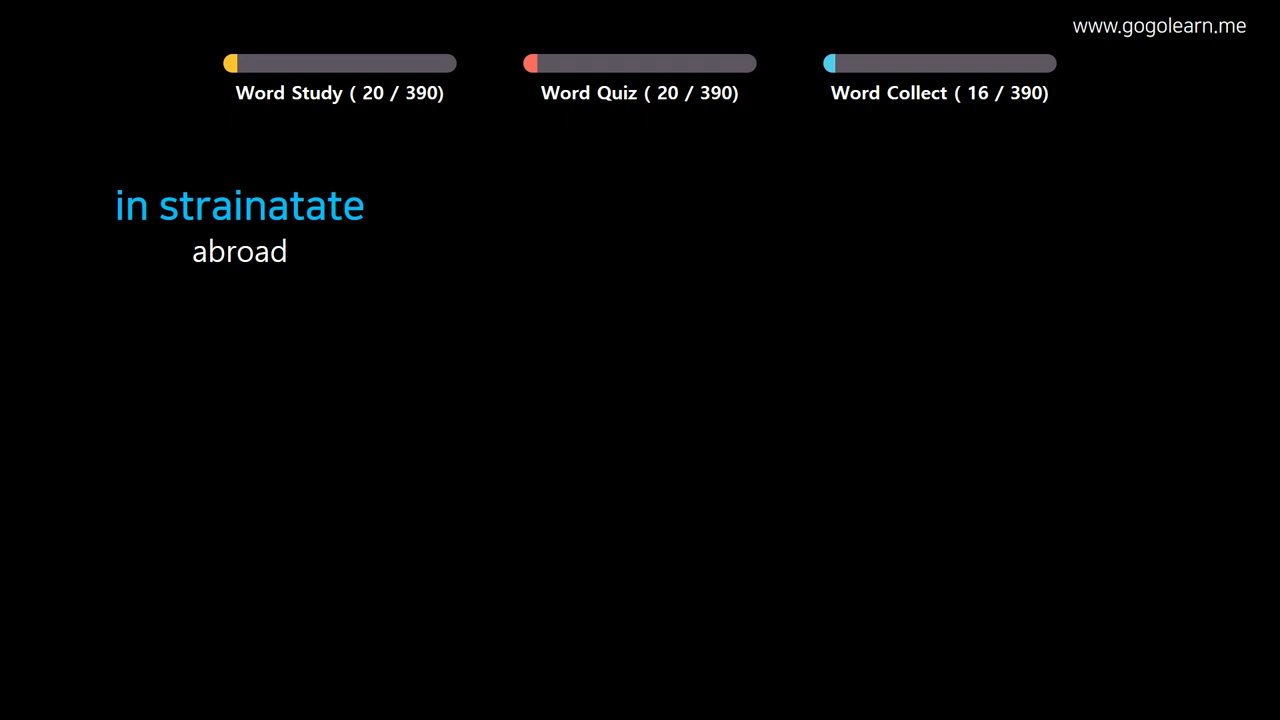 www.gogolearn.me
Word Study ( 20 / 390)
Word Quiz ( 20 / 390)
Word Collect ( 16 / 390)
in strainatate
abroad